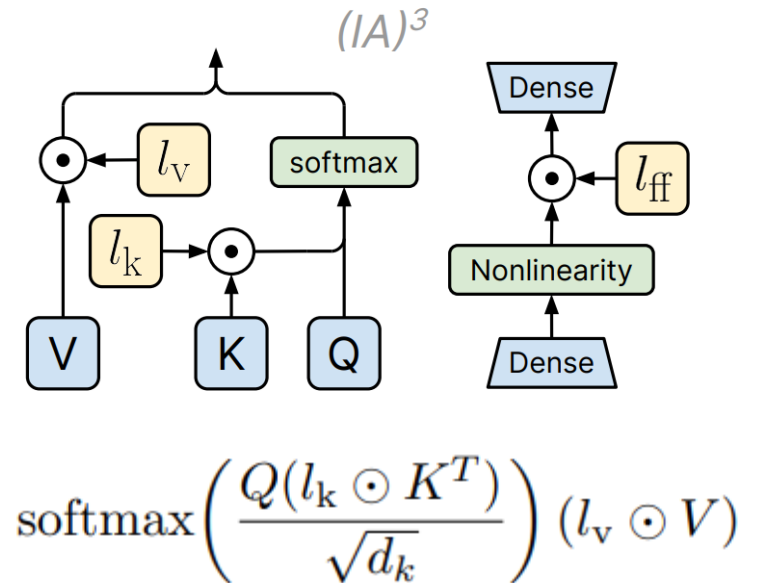 (IA)³
Dense
l_v
softmax
l_ff
l_k
Nonlinearity
V K Q
Dense
softmax( Q(l_k ⊙ K^T) / √d_k ) (l_v ⊙ V)